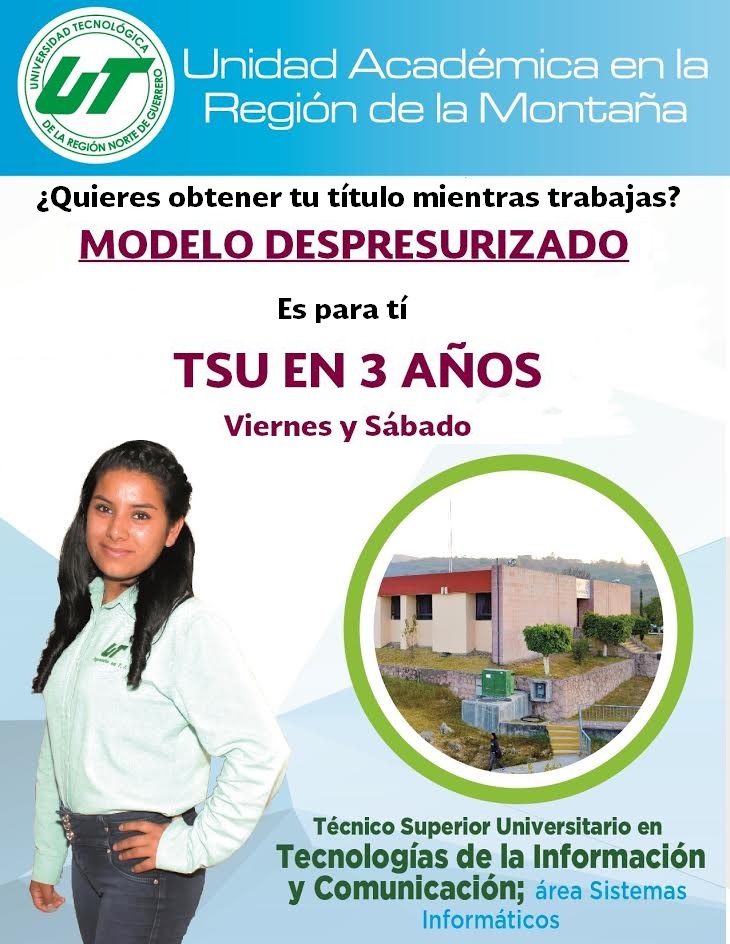 UNIVERSIDAD TECNOLÓGICA
UT
DE LA REGIÓN NORTE DE GUERRERO
Unidad Académica en la
Región de la Montaña
¿Quieres obtener tu título mientras trabajas?
MODELO DESPRESURIZADO
Es para tí
TSU EN 3 AÑOS
Viernes y Sábado
UT
Técnico Superior Universitario en
Tecnologías de la Información
y Comunicación; área Sistemas
Informáticos